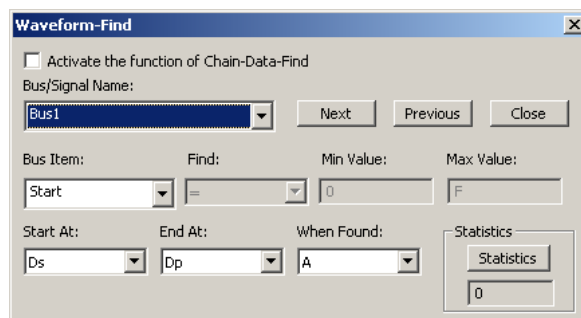 Waveform-Find
Activate the function of Chain-Data-Find
Bus/Signal Name:
Bus1
Next
Previous
Close
Bus Item:
Find:
Min Value:
Max Value:
Start
=
0
F
Start At:
End At:
When Found:
Statistics
Ds
Dp
A
Statistics
0